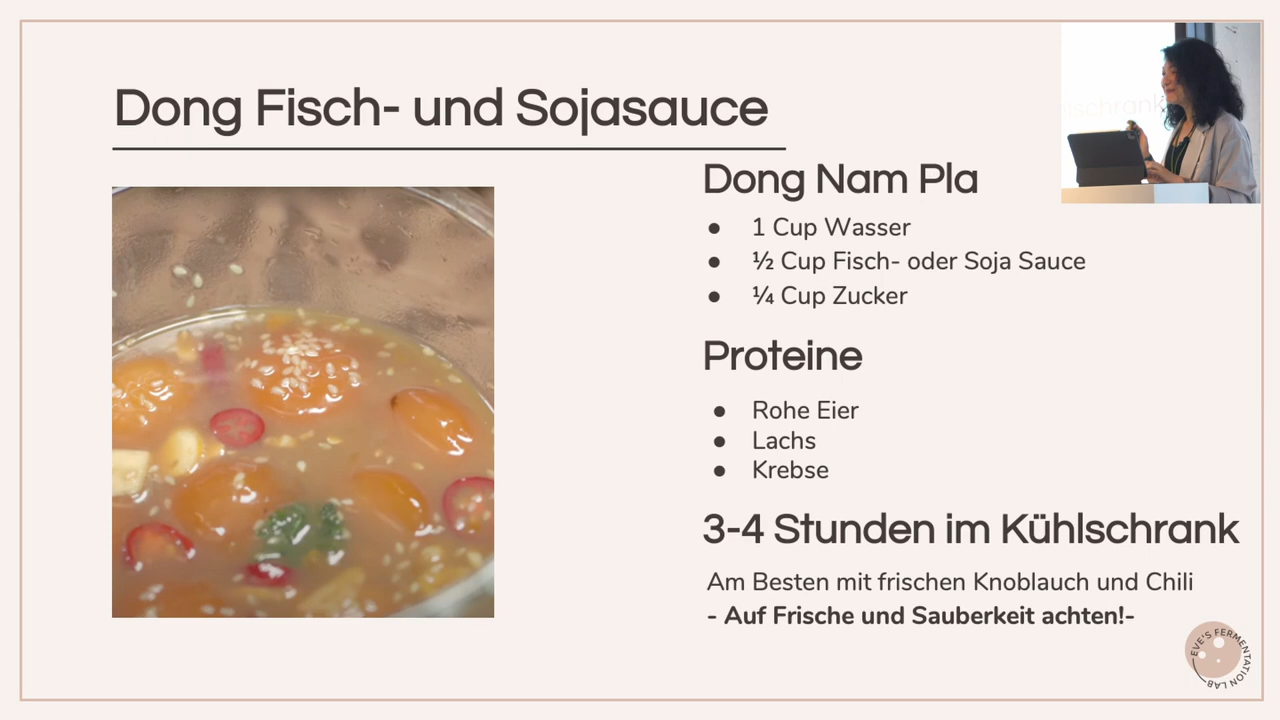 Dong Fisch- und Sojasauce
Dong Nam Pla
● 1 Cup Wasser
● ½ Cup Fisch- oder Soja Sauce
● ¼ Cup Zucker
Proteine
● Rohe Eier
● Lachs
● Krebse
3-4 Stunden im Kühlschrank
Am Besten mit frischen Knoblauch und Chili
- Auf Frische und Sauberkeit achten!-
EVE'S FERMENTATION LAB